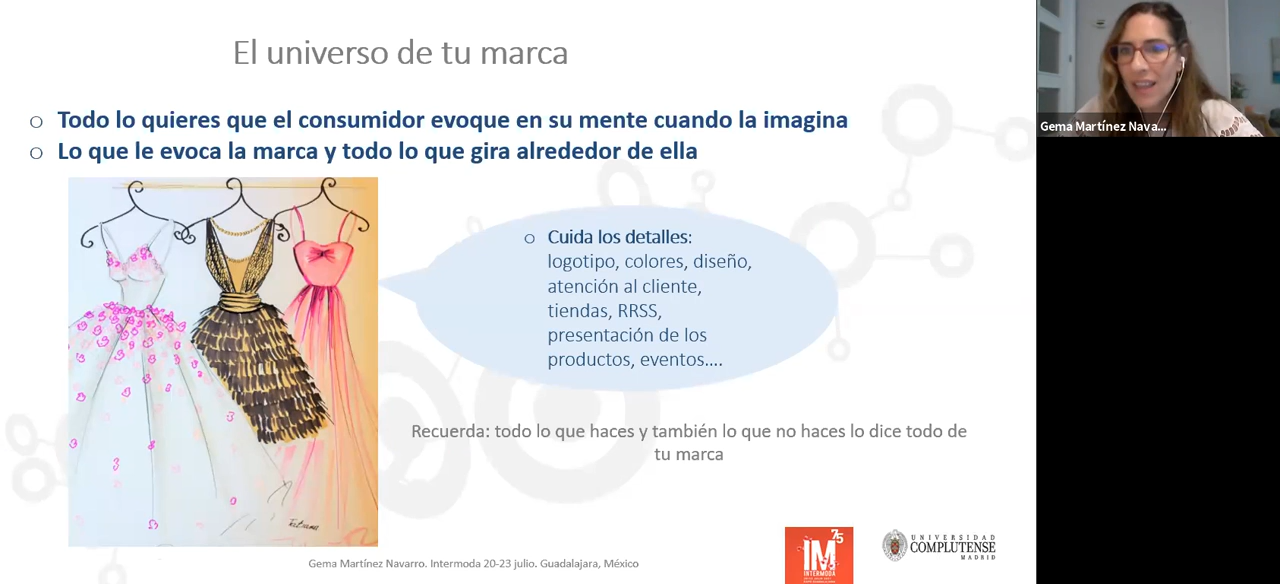 El universo de tu marca
Todo lo quieres que el consumidor evoque en su mente cuando la imagina
Lo que le evoca la marca y todo lo que gira alrededor de ella
Cuida los detalles:
logotipo, colores, diseño,
atención al cliente,
tiendas, RRSS,
presentación de los
productos, eventos....
Recuerda: todo lo que haces y también lo que no haces lo dice todo de
tu marca
Gema Martínez Navarro. Intermoda 20-23 julio. Guadalajara, México
IM
75
INTERMODA
UNIVERSIDAD
COMPLUTENSE
MADRID
Gema Martínez Nava...